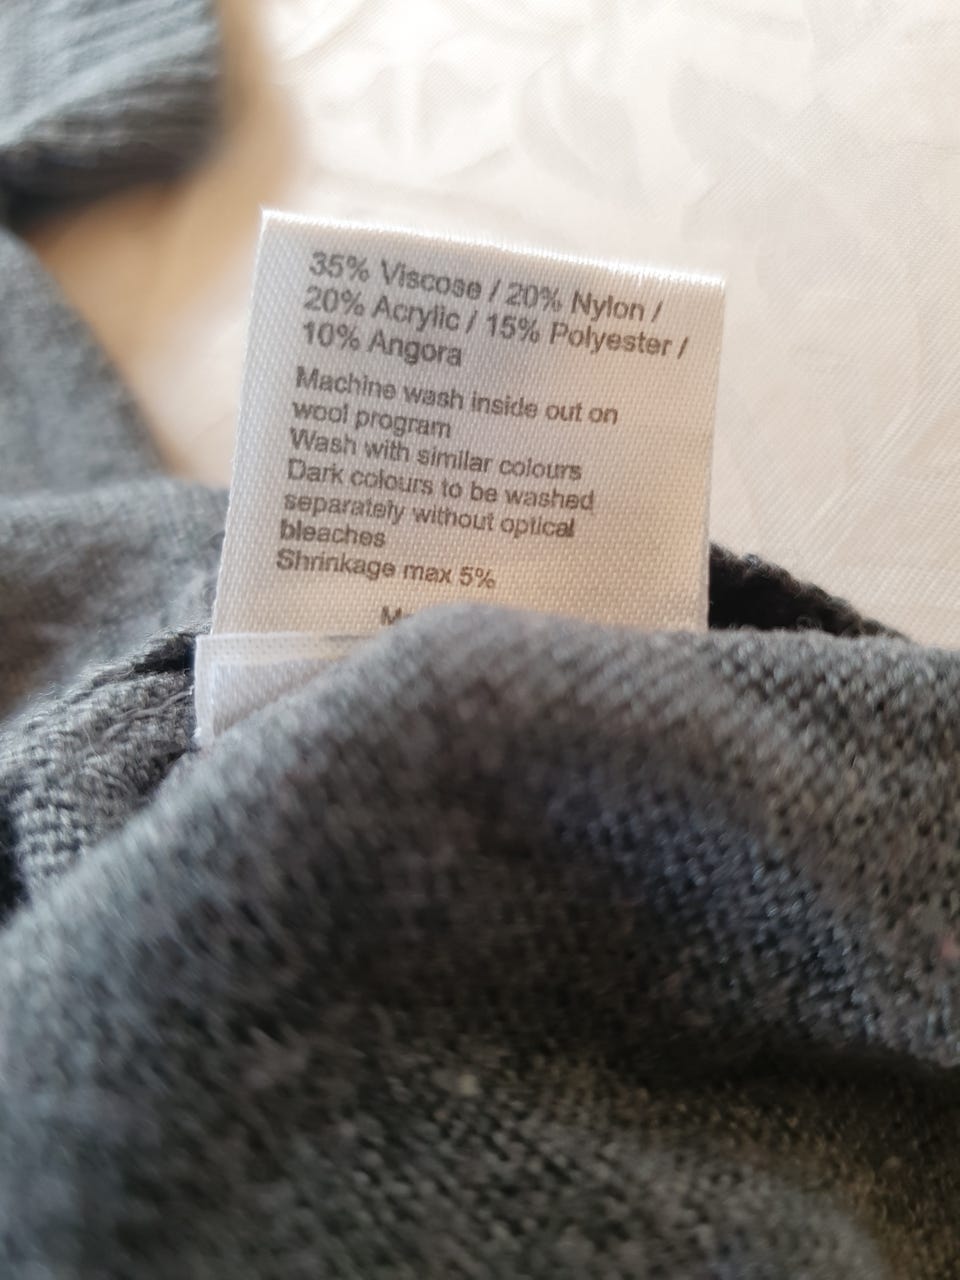 35% Viscose / 20% Nylon /
20% Acrylic / 15% Polyester /
10% Angora
Machine wash inside out on
wool program
Wash with similar colours
Dark colours to be washed
separately without optical
bleaches
Shrinkage max 5%